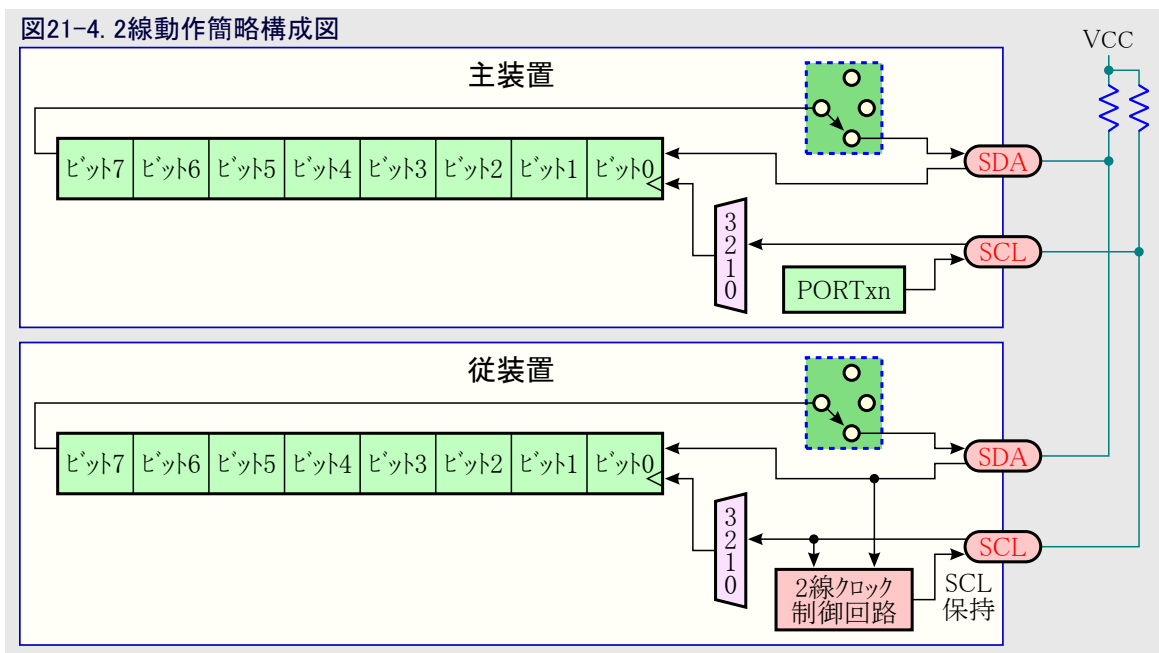 図21-4. 2線動作簡略構成図
VCC
主装置
ビット7 ビット6 ビット5 ビット4 ビット3 ビット2 ビット1 ビット0
SDA
3
2
1
0
SCL
PORTxn
従装置
ビット7 ビット6 ビット5 ビット4 ビット3 ビット2 ビット1 ビット0
SDA
3
2
1
0
SCL
2線クロック
制御回路
SCL
保持